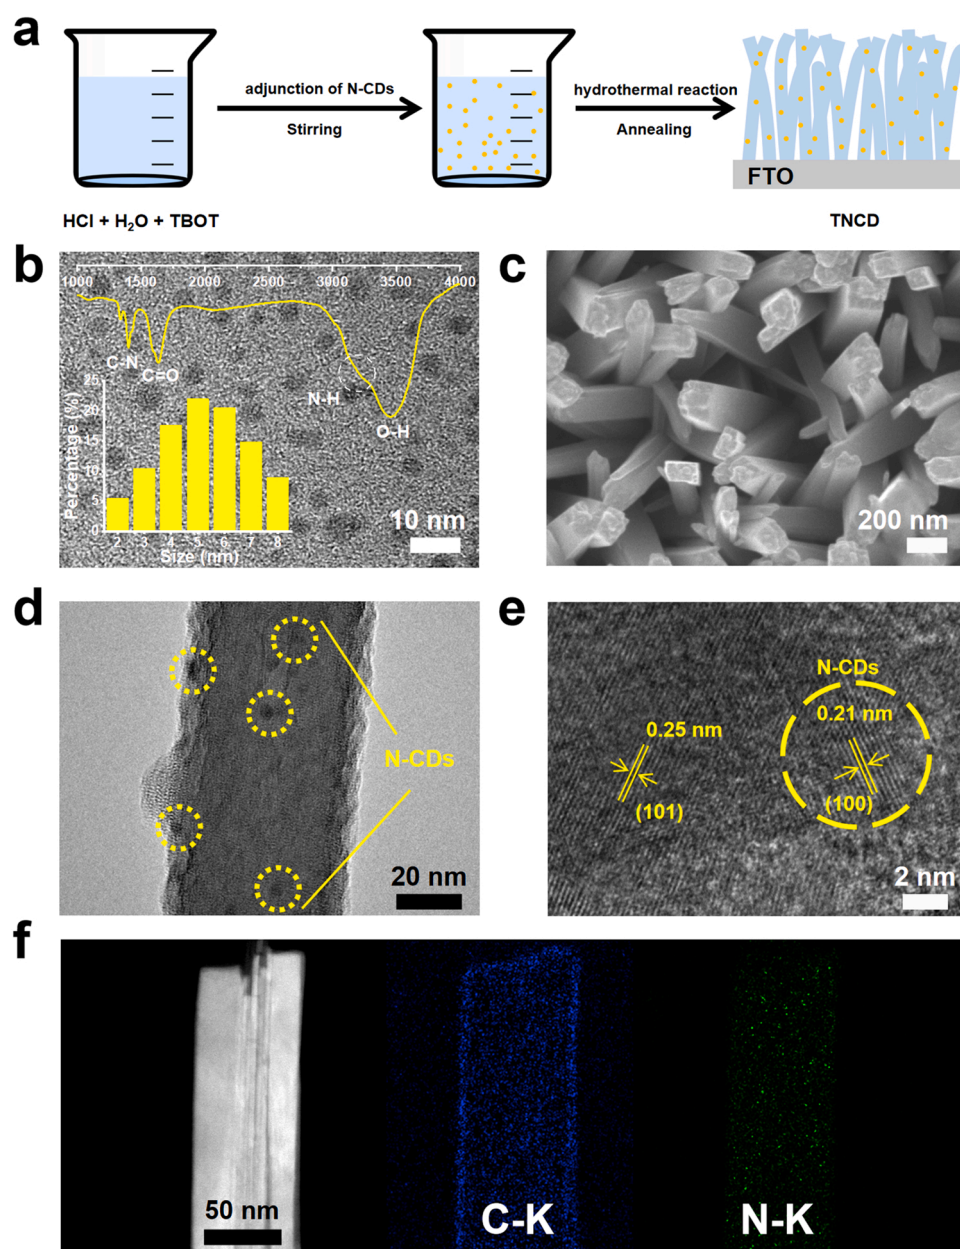 a
adjunction of N-CDs
Stirring
hydrothermal reaction
Annealing
FTO
HCl + H₂O + TBOT
TNCD
b
1000 1500 2000 2500 3000 3500 4000
C-N
C=O
N-H
O-H
Percentage (%)
25
20
15
10
5
0
2 3 4 5 6 7 8
Size (nm)
10 nm
c
200 nm
d
N-CDs
20 nm
e
N-CDs
0.21 nm
0.25 nm
(100)
(101)
2 nm
f
50 nm
C-K
N-K